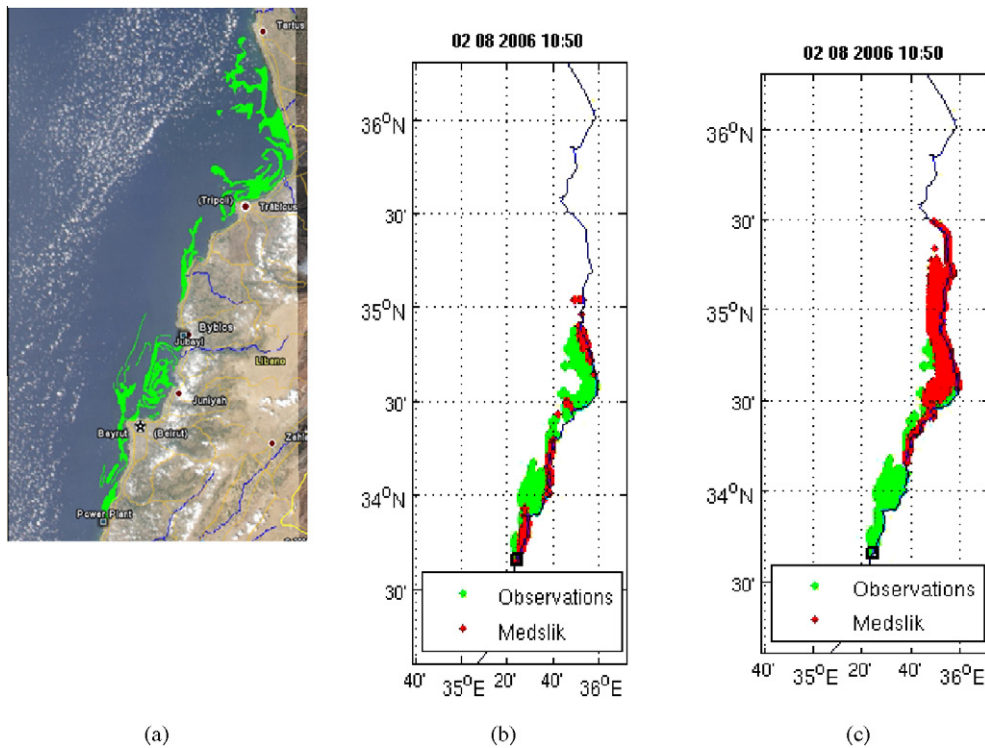 Tartus
(Tripoli)
Trâblous
Byblos
Jubayl
Libano
Juniyah
Bayrut
(Beirut)
Zahle
Power Plant
(a)
02 08 2006 10:50
36°N
30'
35°N
30'
34°N
30'
Observations
Medslik
40'
35°E
20'
40'
36°E
(b)
02 08 2006 10:50
36°N
30'
35°N
30'
34°N
30'
Observations
Medslik
40'
35°E
20'
40'
36°E
(c)